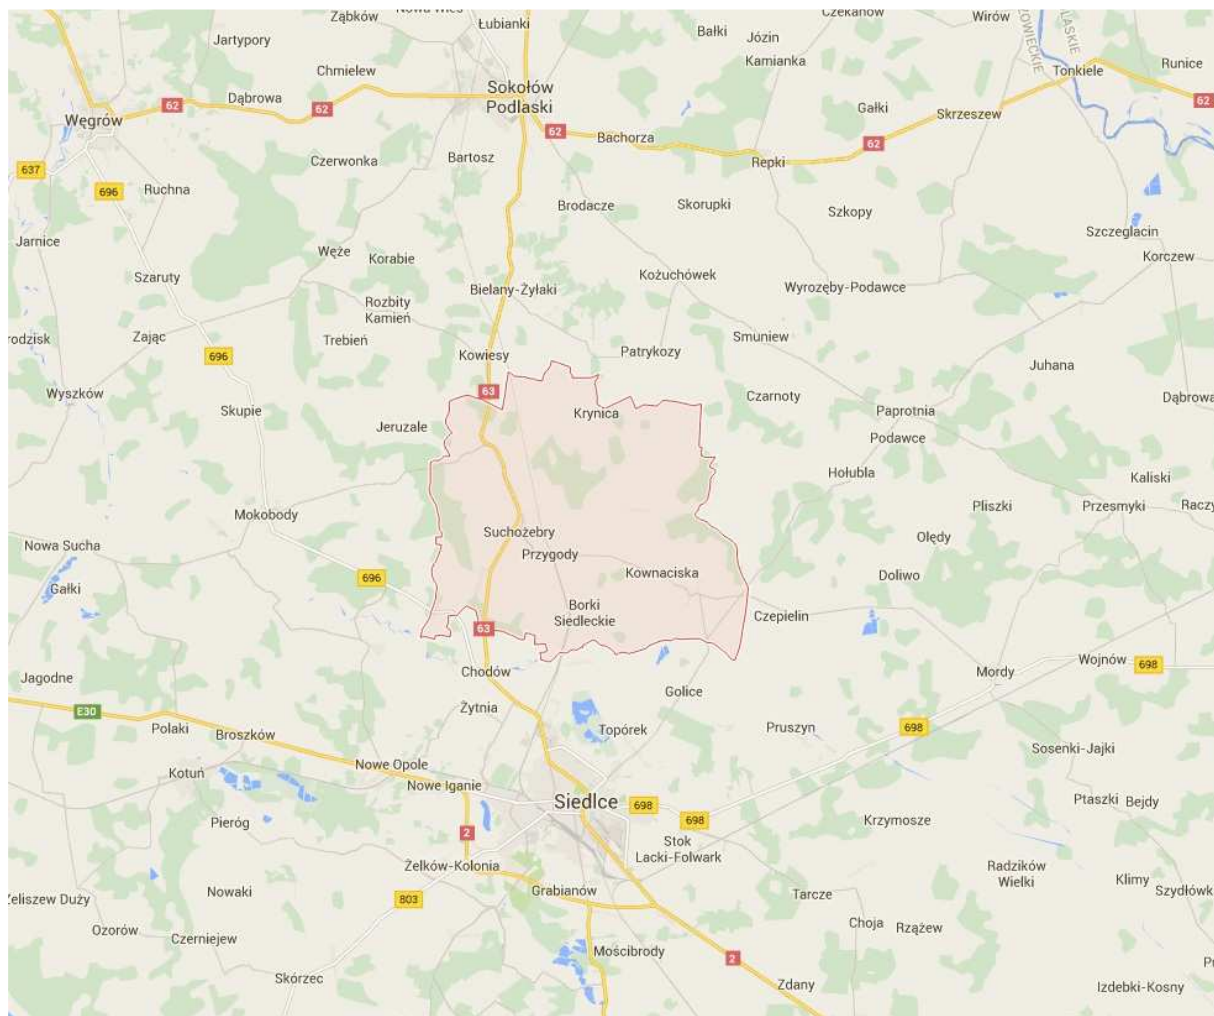 Ząbków
Łubianki
Czekanów
Wirów
Jartypory
Bałki
Józin
Kamianka
ZOWIECKIE
LASKIE
Chmielew
Tonkiele
Runice
Dąbrowa
62
62
Sokołów
Podlaski
Gałki
Skrzeszew
62
Węgrów
62
Bachorza
62
Czerwonka
Bartosz
Repki
637
696
Ruchna
Brodacze
Skorupki
Szkopy
Jarnice
Węże
Korabie
Szczeglacin
Korczew
Szaruty
Kożuchówek
Bielany-Żyłaki
Wyrozęby-Podawce
Rozbity
Kamień
rodzisk
Zając
Trebień
Smuniew
696
Kowiesy
Patrykozy
Juhana
Wyszków
63
Czarnoty
Dąbrowa
Skupie
Krynica
Paprotnia
Jeruzale
Podawce
Hołubla
Kaliski
Mokobody
Pliszki
Przesmyki
Raczy
Suchożebry
Nowa Sucha
Przygody
Olędy
Gałki
696
Kownaciska
Doliwo
Borki
Siedleckie
Czepielin
63
Chodów
Mordy
Wojnów
698
Jagodne
Golice
E30
Żytnia
Polaki
Broszków
Topórek
Pruszyn
698
Sosenki-Jajki
Kotuń
Nowe Opole
Nowe Iganie
Siedlce
698
698
Ptaszki
Bejdy
Pieróg
2
Krzymosze
Stok
Lacki-Folwark
Żelków-Kolonia
Radzików
Wielki
Klimy
Nowaki
Grabianów
Tarcze
Szydłówk
Zeliszew Duży
803
Ozorów
Choja
Rzążew
Czerniejew
Mościbrody
2
Skórzec
Zdany
Izdebki-Kosny